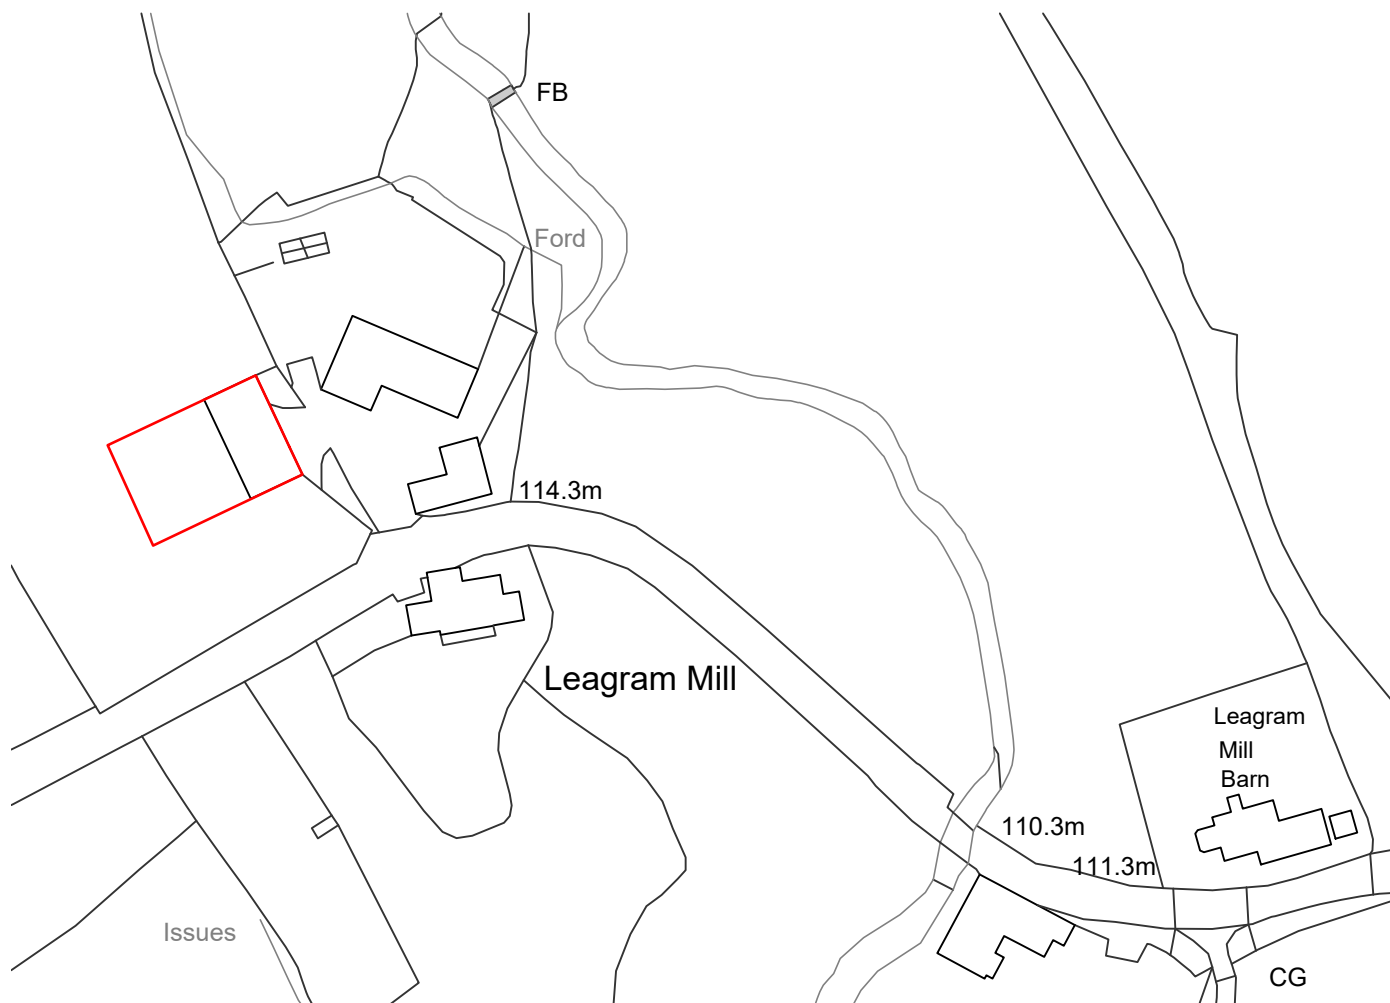 FB
Ford
114.3m
Leagram Mill
Leagram
Mill
Barn
110.3m
111.3m
Issues
CG